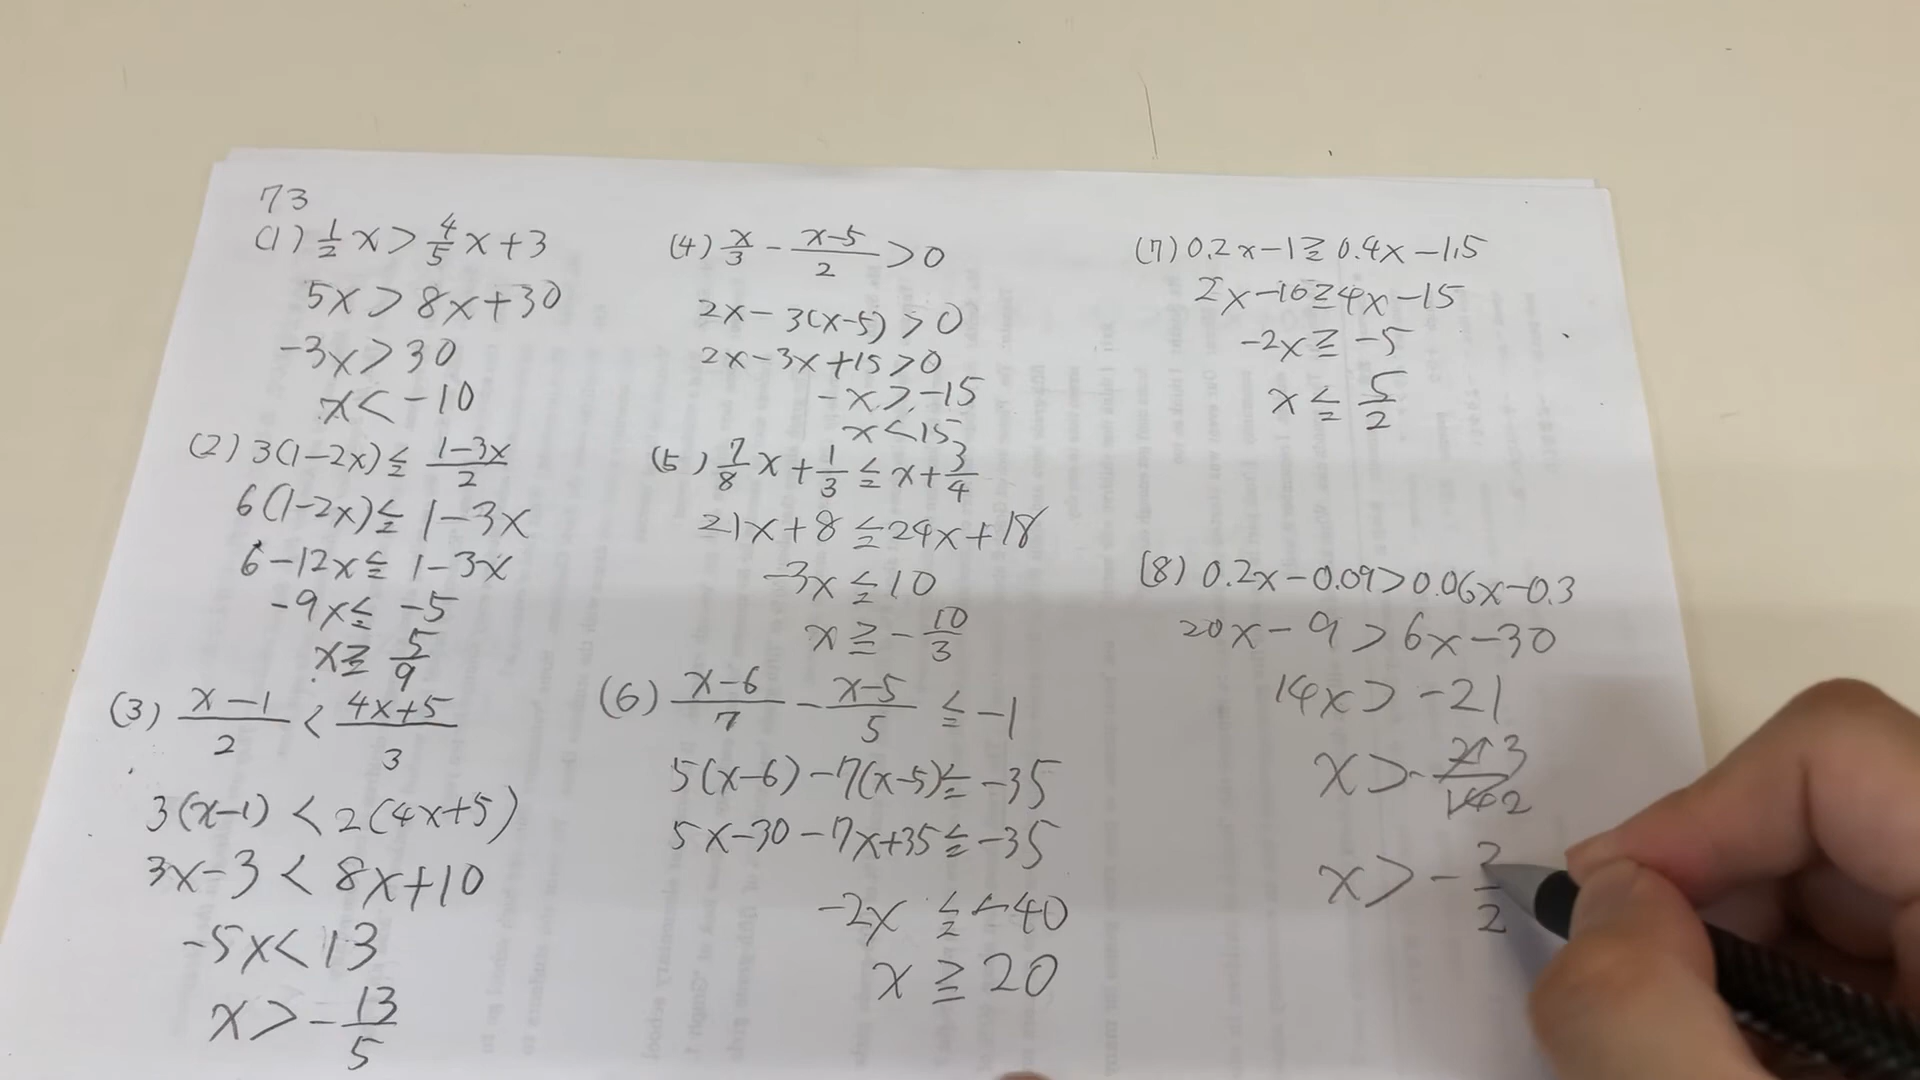 73
(1) 1/2 x > 4/5 x + 3
5x > 8x + 30
-3x > 30
x < -10
(2) 3(1-2x) ≦ (1-3x)/2
6(1-2x) ≦ 1-3x
6-12x ≦ 1-3x
-9x ≦ -5
x ≧ 5/9
(3) (x-1)/2 < (4x+5)/3
3(x-1) < 2(4x+5)
3x-3 < 8x+10
-5x < 13
x > -13/5
(4) x/3 - (x-5)/2 > 0
2x - 3(x-5) > 0
2x-3x+15 > 0
-x > -15
x < 15
(5) 7/8 x + 1/3 ≦ x + 3/4
21x+8 ≦ 24x+18
-3x ≦ 10
x ≧ -10/3
(6) (x-6)/7 - (x-5)/5 ≦ -1
5(x-6) - 7(x-5) ≦ -35
5x-30-7x+35 ≦ -35
-2x ≦ -40
x ≧ 20
(7) 0.2x-1 ≧ 0.4x-1.5
2x-10 ≧ 4x-15
-2x ≧ -5
x ≦ 5/2
(8) 0.2x-0.09 > 0.06x-0.3
20x-9 > 6x-30
14x > -21
x > -21 3/14 2
x > - /2